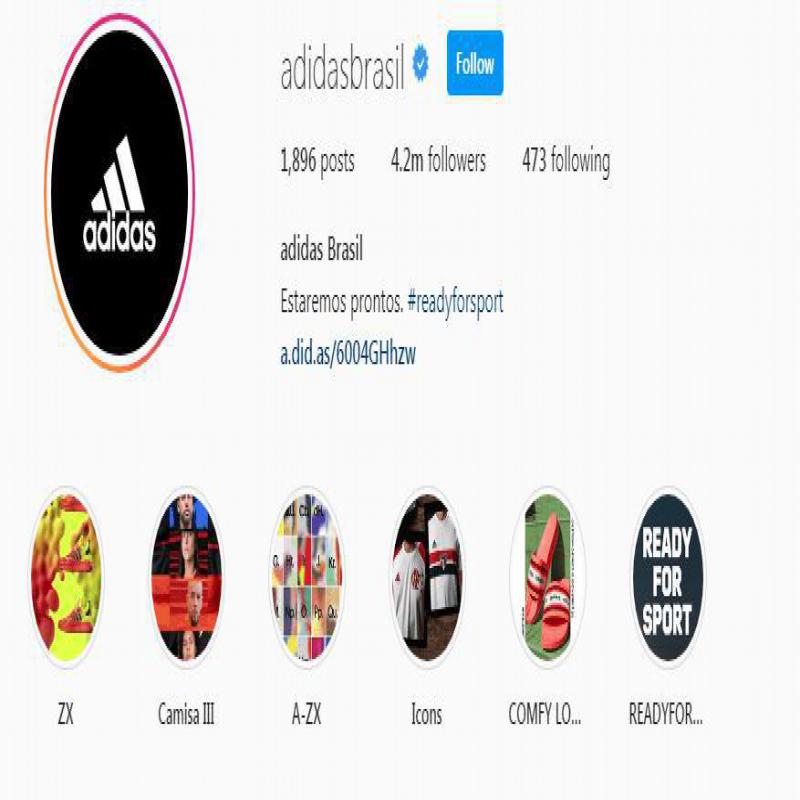 adidasbrasil Follow
1,896 posts 4.2m followers 473 following
adidas
adidas Brasil
Estaremos prontos. #readyforsport
a.did.as/6004GHhzw
READY
FOR
SPORT
ZX Camisa III A-ZX Icons COMFY LO... READYFOR...